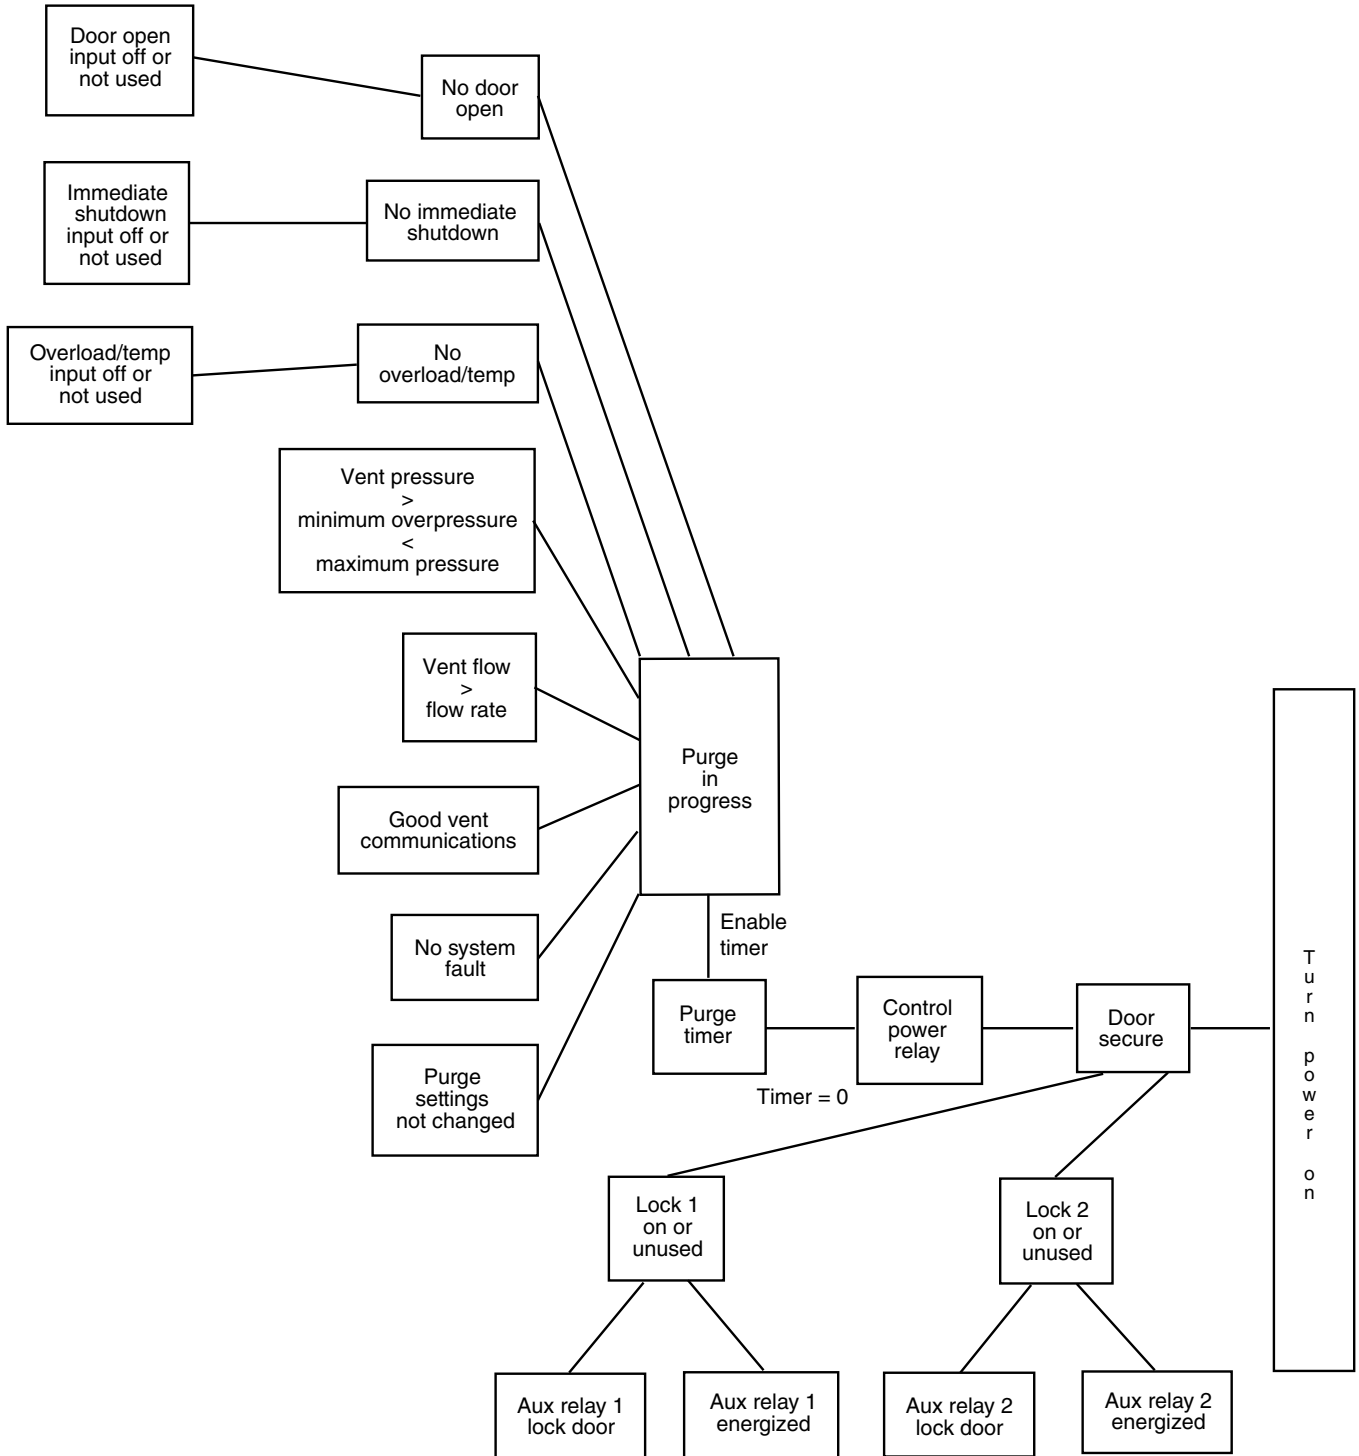 Door open
input off or
not used
No door
open
Immediate
shutdown
input off or
not used
No immediate
shutdown
Overload/temp
input off or
not used
No
overload/temp
Vent pressure
>
minimum overpressure
<
maximum pressure
Vent flow
>
flow rate
Good vent
communications
No system
fault
Purge
settings
not changed
Purge
in
progress
Enable
timer
Purge
timer
Timer = 0
Control
power
relay
Door
secure
Turn power on
Lock 1
on or
unused
Lock 2
on or
unused
Aux relay 1
lock door
Aux relay 1
energized
Aux relay 2
lock door
Aux relay 2
energized